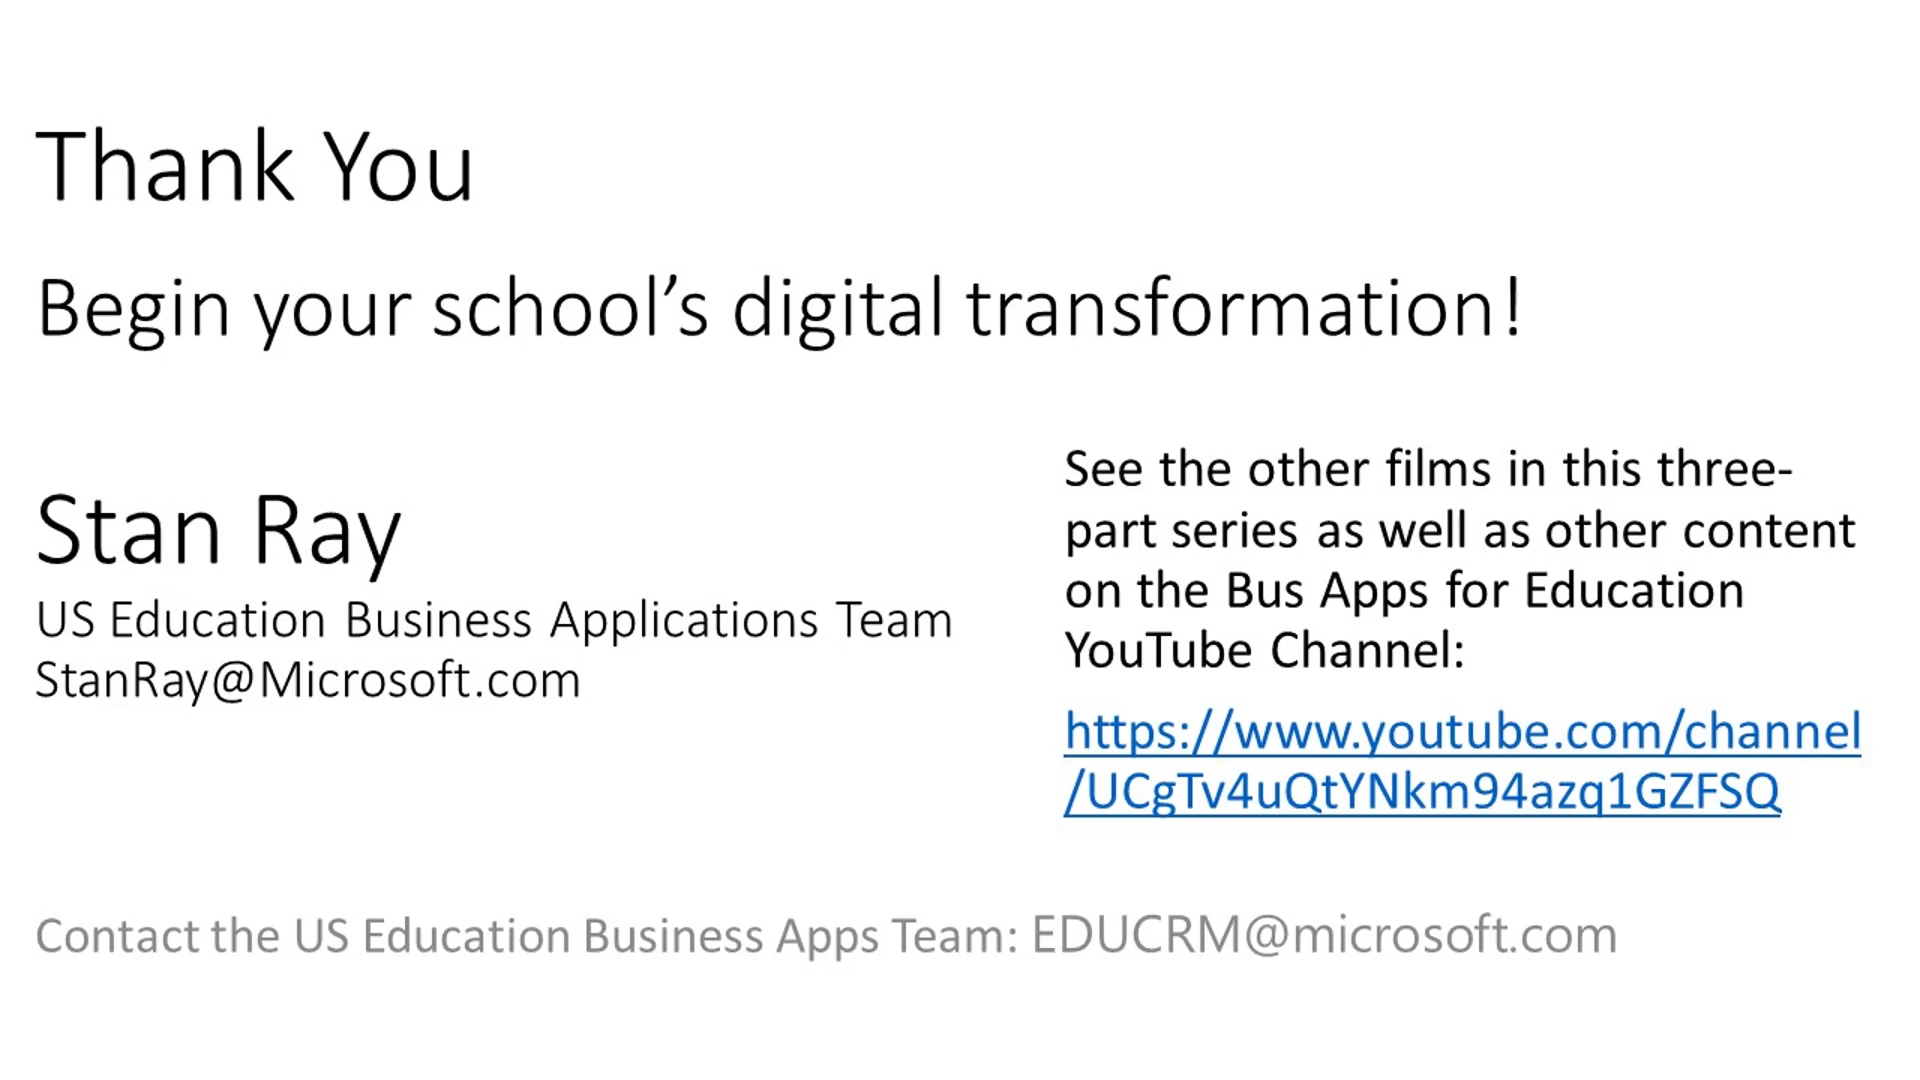 Thank You
Begin your school’s digital transformation!
Stan Ray
US Education Business Applications Team
StanRay@Microsoft.com
See the other films in this three-
part series as well as other content
on the Bus Apps for Education
YouTube Channel:
https://www.youtube.com/channel
/UCgTv4uQtYNkm94azq1GZFSQ
Contact the US Education Business Apps Team: EDUCRM@microsoft.com